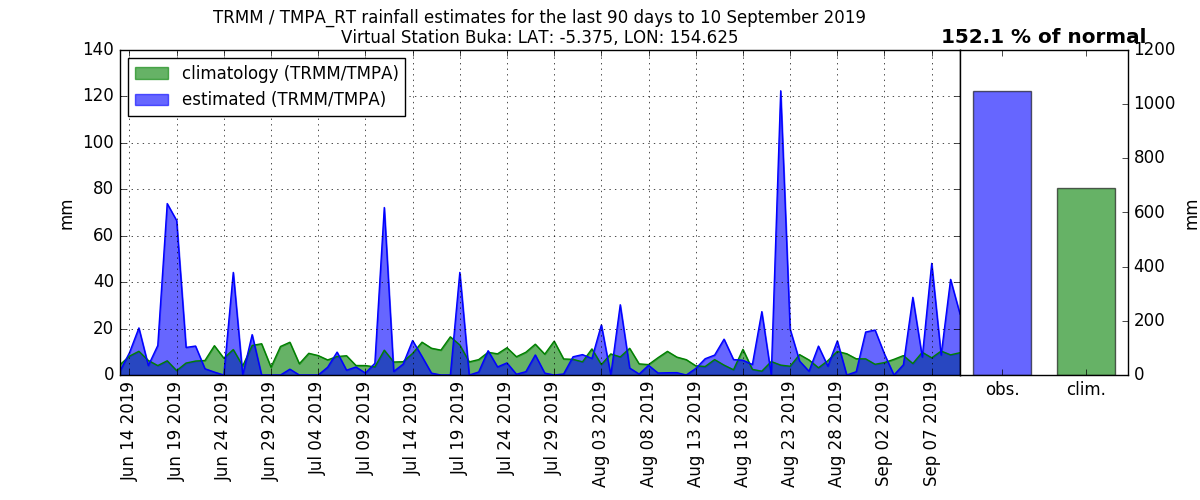 TRMM / TMPA_RT rainfall estimates for the last 90 days to 10 September 2019
Virtual Station Buka: LAT: -5.375, LON: 154.625
152.1 % of normal
climatology (TRMM/TMPA)
estimated (TRMM/TMPA)
mm
140
120
100
80
60
40
20
0
Jun 14 2019
Jun 19 2019
Jun 24 2019
Jun 29 2019
Jul 04 2019
Jul 09 2019
Jul 14 2019
Jul 19 2019
Jul 24 2019
Jul 29 2019
Aug 03 2019
Aug 08 2019
Aug 13 2019
Aug 18 2019
Aug 23 2019
Aug 28 2019
Sep 02 2019
Sep 07 2019
obs.
clim.
1200
1000
800
600
400
200
0
mm